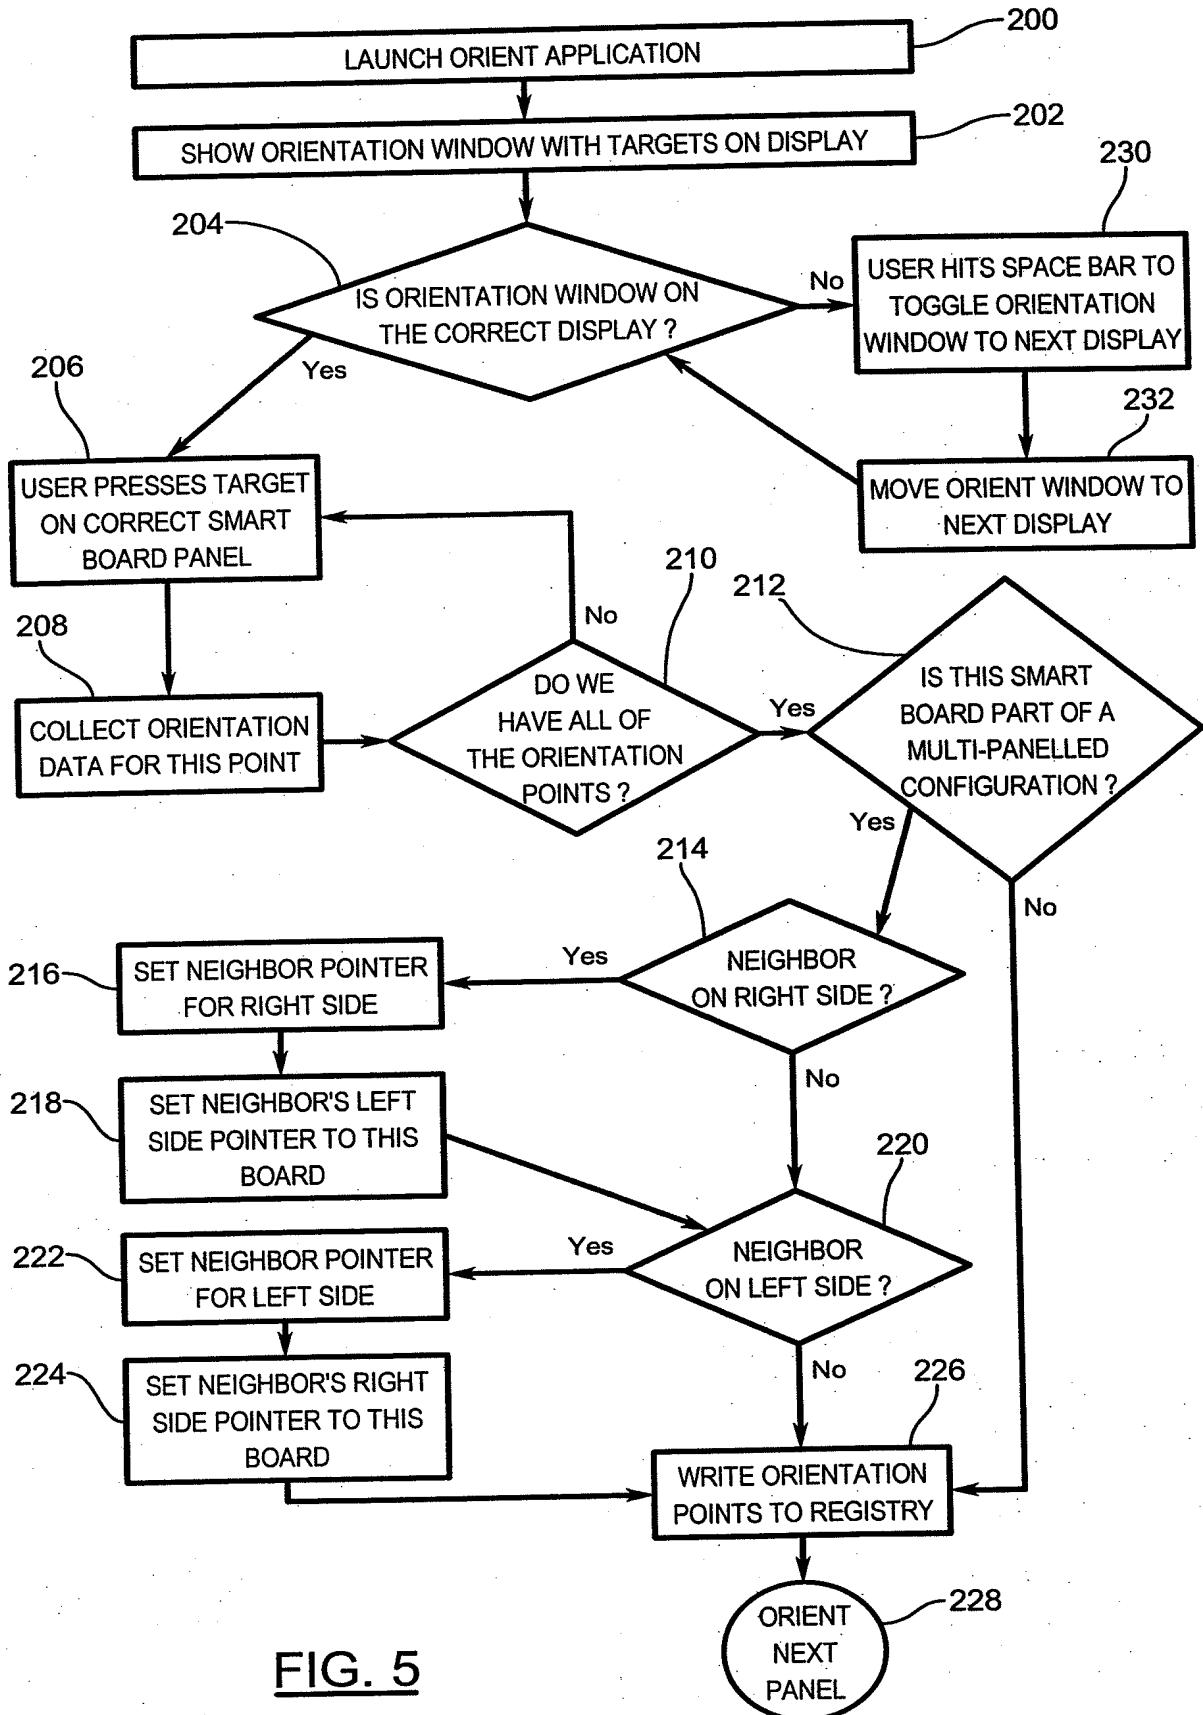 200
LAUNCH ORIENT APPLICATION
202
SHOW ORIENTATION WINDOW WITH TARGETS ON DISPLAY
204
IS ORIENTATION WINDOW ON
THE CORRECT DISPLAY ?
No
Yes
230
USER HITS SPACE BAR TO
TOGGLE ORIENTATION
WINDOW TO NEXT DISPLAY
232
MOVE ORIENT WINDOW TO
NEXT DISPLAY
206
USER PRESSES TARGET
ON CORRECT SMART
BOARD PANEL
208
COLLECT ORIENTATION
DATA FOR THIS POINT
210
No
DO WE
HAVE ALL OF
THE ORIENTATION
POINTS ?
Yes
212
IS THIS SMART
BOARD PART OF A
MULTI-PANELLED
CONFIGURATION ?
Yes
No
214
NEIGHBOR
ON RIGHT SIDE ?
Yes
No
216
SET NEIGHBOR POINTER
FOR RIGHT SIDE
218
SET NEIGHBOR'S LEFT
SIDE POINTER TO THIS
BOARD
220
NEIGHBOR
ON LEFT SIDE ?
Yes
No
222
SET NEIGHBOR POINTER
FOR LEFT SIDE
224
SET NEIGHBOR'S RIGHT
SIDE POINTER TO THIS
BOARD
226
WRITE ORIENTATION
POINTS TO REGISTRY
228
ORIENT
NEXT
PANEL
FIG. 5